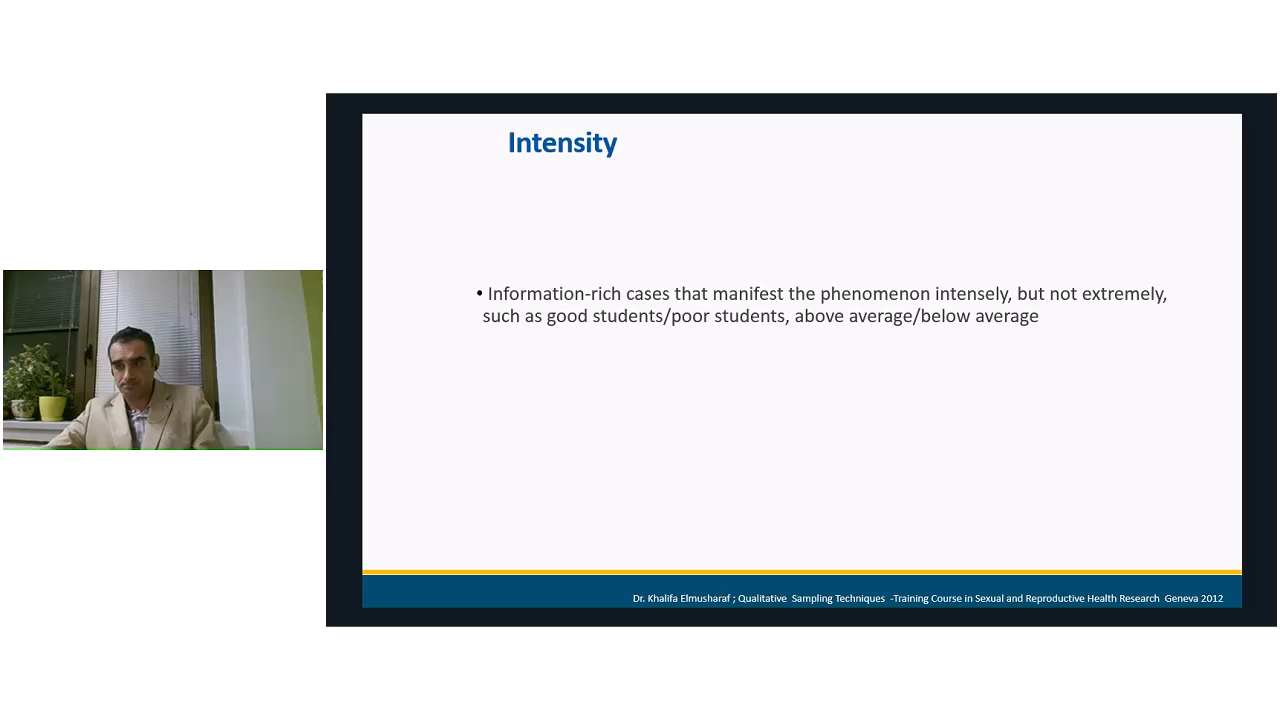 Intensity
• Information-rich cases that manifest the phenomenon intensely, but not extremely,
such as good students/poor students, above average/below average
Dr. Khalifa Elmusharaf ; Qualitative Sampling Techniques -Training Course in Sexual and Reproductive Health Research Geneva 2012